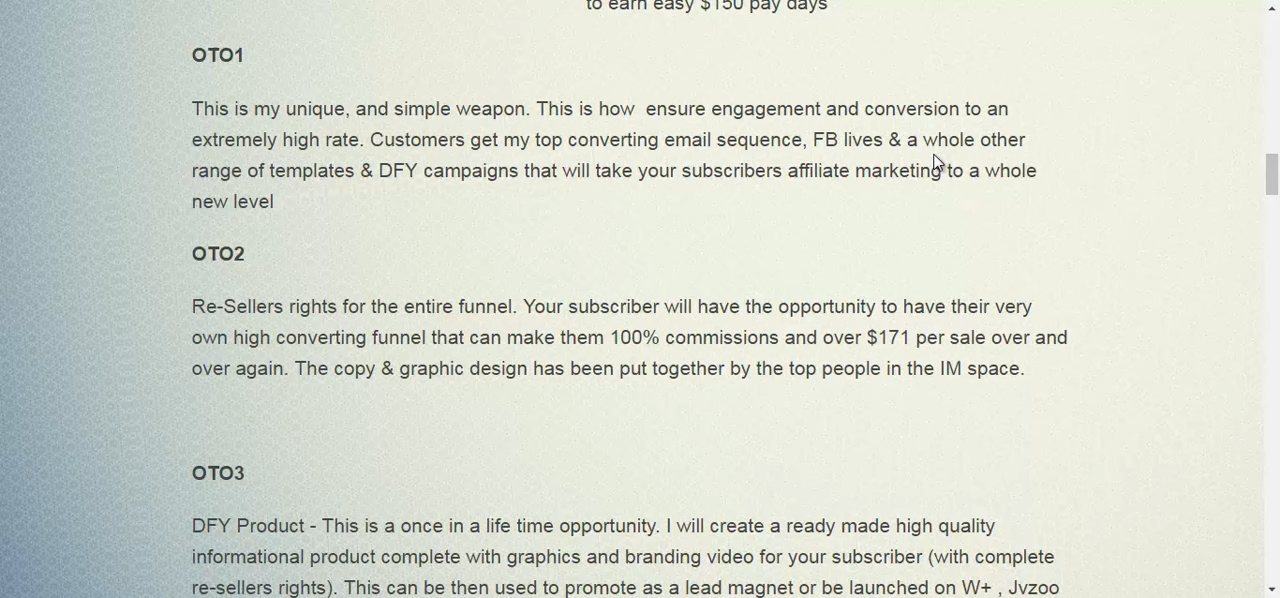 to earn easy $150 pay days
OTO1
This is my unique, and simple weapon. This is how  ensure engagement and conversion to an
extremely high rate. Customers get my top converting email sequence, FB lives & a whole other
range of templates & DFY campaigns that will take your subscribers affiliate marketing to a whole
new level
OTO2
Re-Sellers rights for the entire funnel. Your subscriber will have the opportunity to have their very
own high converting funnel that can make them 100% commissions and over $171 per sale over and
over again. The copy & graphic design has been put together by the top people in the IM space.
OTO3
DFY Product - This is a once in a life time opportunity. I will create a ready made high quality
informational product complete with graphics and branding video for your subscriber (with complete
re-sellers rights). This can be then used to promote as a lead magnet or be launched on W+ , Jvzoo